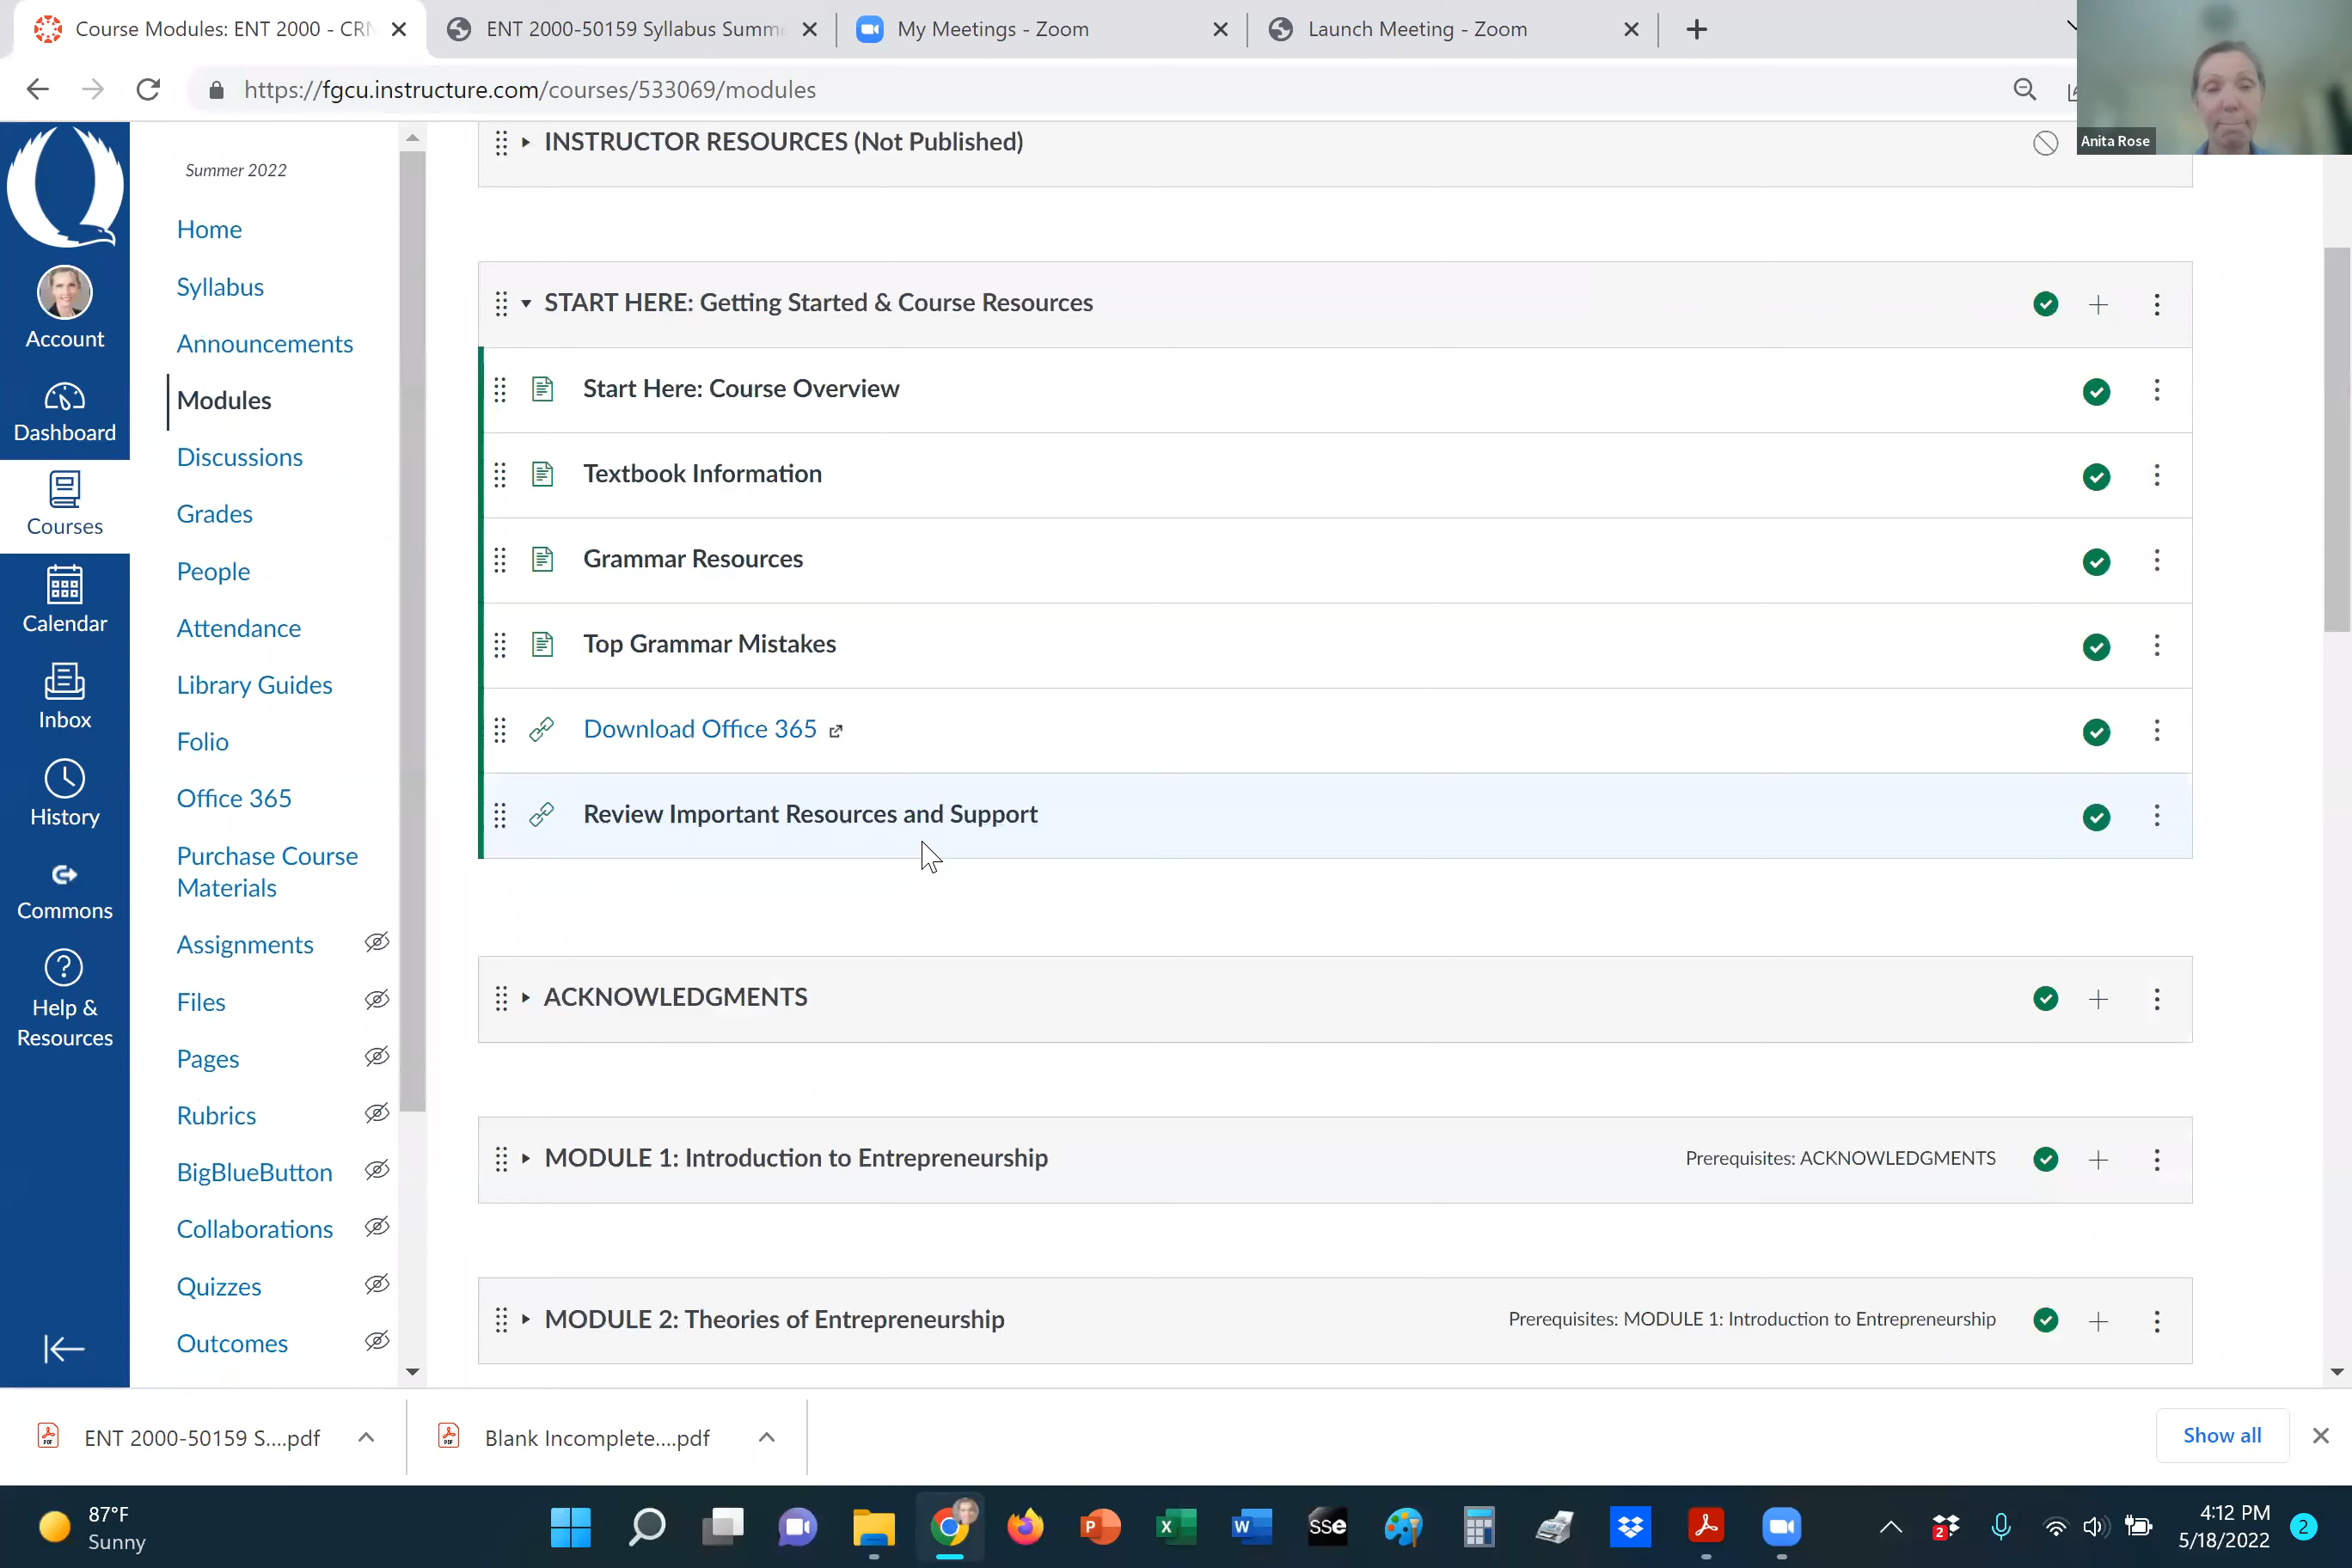 Course Modules: ENT 2000 - CRN
ENT 2000-50159 Syllabus Summ
My Meetings - Zoom
Launch Meeting - Zoom
https://fgcu.instructure.com/courses/533069/modules
Anita Rose
Account
Dashboard
Courses
Calendar
Inbox
History
Commons
Help &
Resources
Summer 2022
Home
Syllabus
Announcements
Modules
Discussions
Grades
People
Attendance
Library Guides
Folio
Office 365
Purchase Course
Materials
Assignments
Files
Pages
Rubrics
BigBlueButton
Collaborations
Quizzes
Outcomes
INSTRUCTOR RESOURCES (Not Published)
START HERE: Getting Started & Course Resources
Start Here: Course Overview
Textbook Information
Grammar Resources
Top Grammar Mistakes
Download Office 365
Review Important Resources and Support
ACKNOWLEDGMENTS
MODULE 1: Introduction to Entrepreneurship
Prerequisites: ACKNOWLEDGMENTS
MODULE 2: Theories of Entrepreneurship
Prerequisites: MODULE 1: Introduction to Entrepreneurship
ENT 2000-50159 S....pdf
Blank Incomplete....pdf
Show all
87°F
Sunny
sse
2
4:12 PM
5/18/2022
2